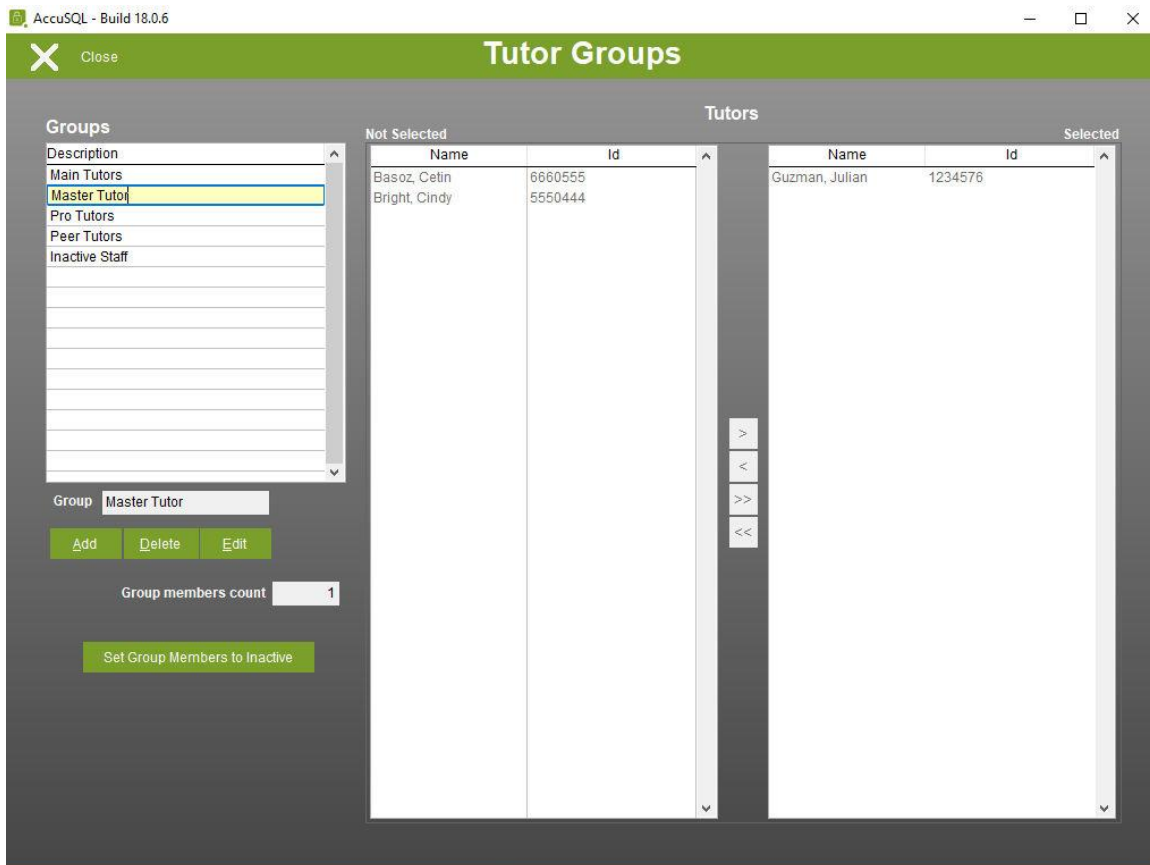 AccuSQL - Build 18.0.6
Close
Tutor Groups
Groups
Description
Main Tutors
Master Tutor
Pro Tutors
Peer Tutors
Inactive Staff
Group Master Tutor
Add Delete Edit
Group members count 1
Set Group Members to Inactive
Tutors
Not Selected Selected
Name Id Name Id
Basoz, Cetin 6660555 Guzman, Julian 1234576
Bright, Cindy 5550444
>
<
>>
<<